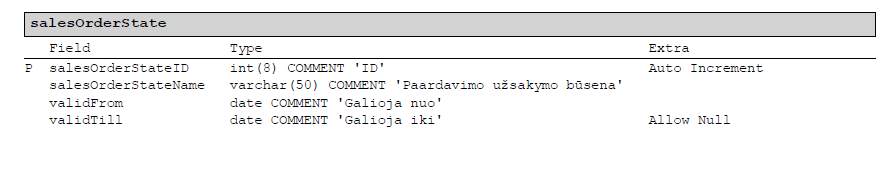 salesOrderState
Field Type Extra
P salesOrderStateID int(8) COMMENT 'ID' Auto Increment
salesOrderStateName varchar(50) COMMENT 'Paardavimo užsakymo būsena'
validFrom date COMMENT 'Galioja nuo'
validTill date COMMENT 'Galioja iki' Allow Null